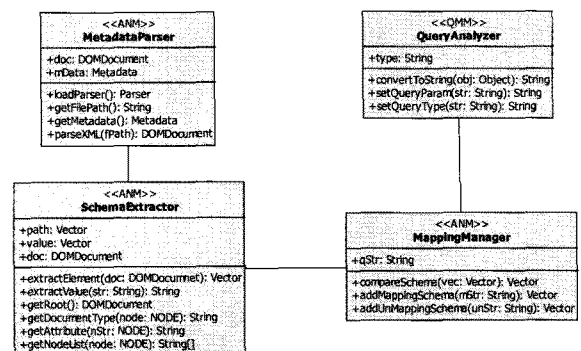 <<ANM>>
MetadataParser
+doc: DOMDocument
+mData: Metadata
+loadParser(): Parser
+getFilePath(): String
+getMetadata(): Metadata
+parseXML(fPath): DOMDocument
<<QMM>>
QueryAnalyzer
+type: String
+convertToString(obj: Object): String
+setQueryParam(str: String): String
+setQueryType(str: String): String
<<ANM>>
SchemaExtractor
+path: Vector
+value: Vector
+doc: DOMDocument
+extractElement(doc: DOMDocumnet): Vector
+extractValue(str: String): String
+getRoot(): DOMDocument
+getDocumentType(node: NODE): String
+getAttribute(nStr: NODE): String
+getNodeList(node: NODE): String[]
<<ANM>>
MappingManager
+qStr: String
+compareSchema(vec: Vector): Vector
+addMappingSchema(mStr: String): Vector
+addUnMappingSchema(unStr: String): Vector